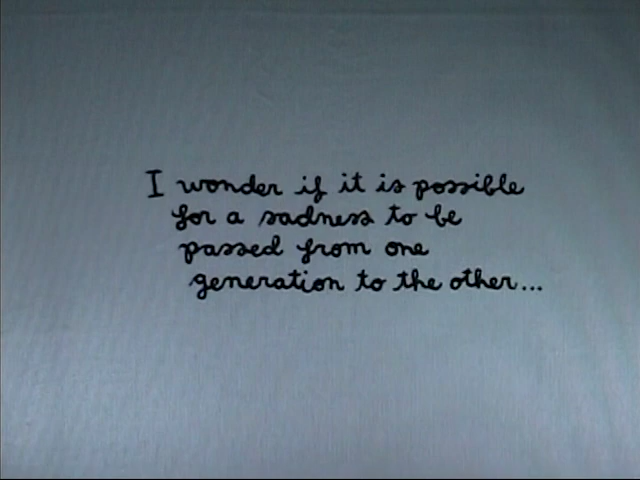 I wonder if it is possible
for a sadness to be
passed from one
generation to the other...